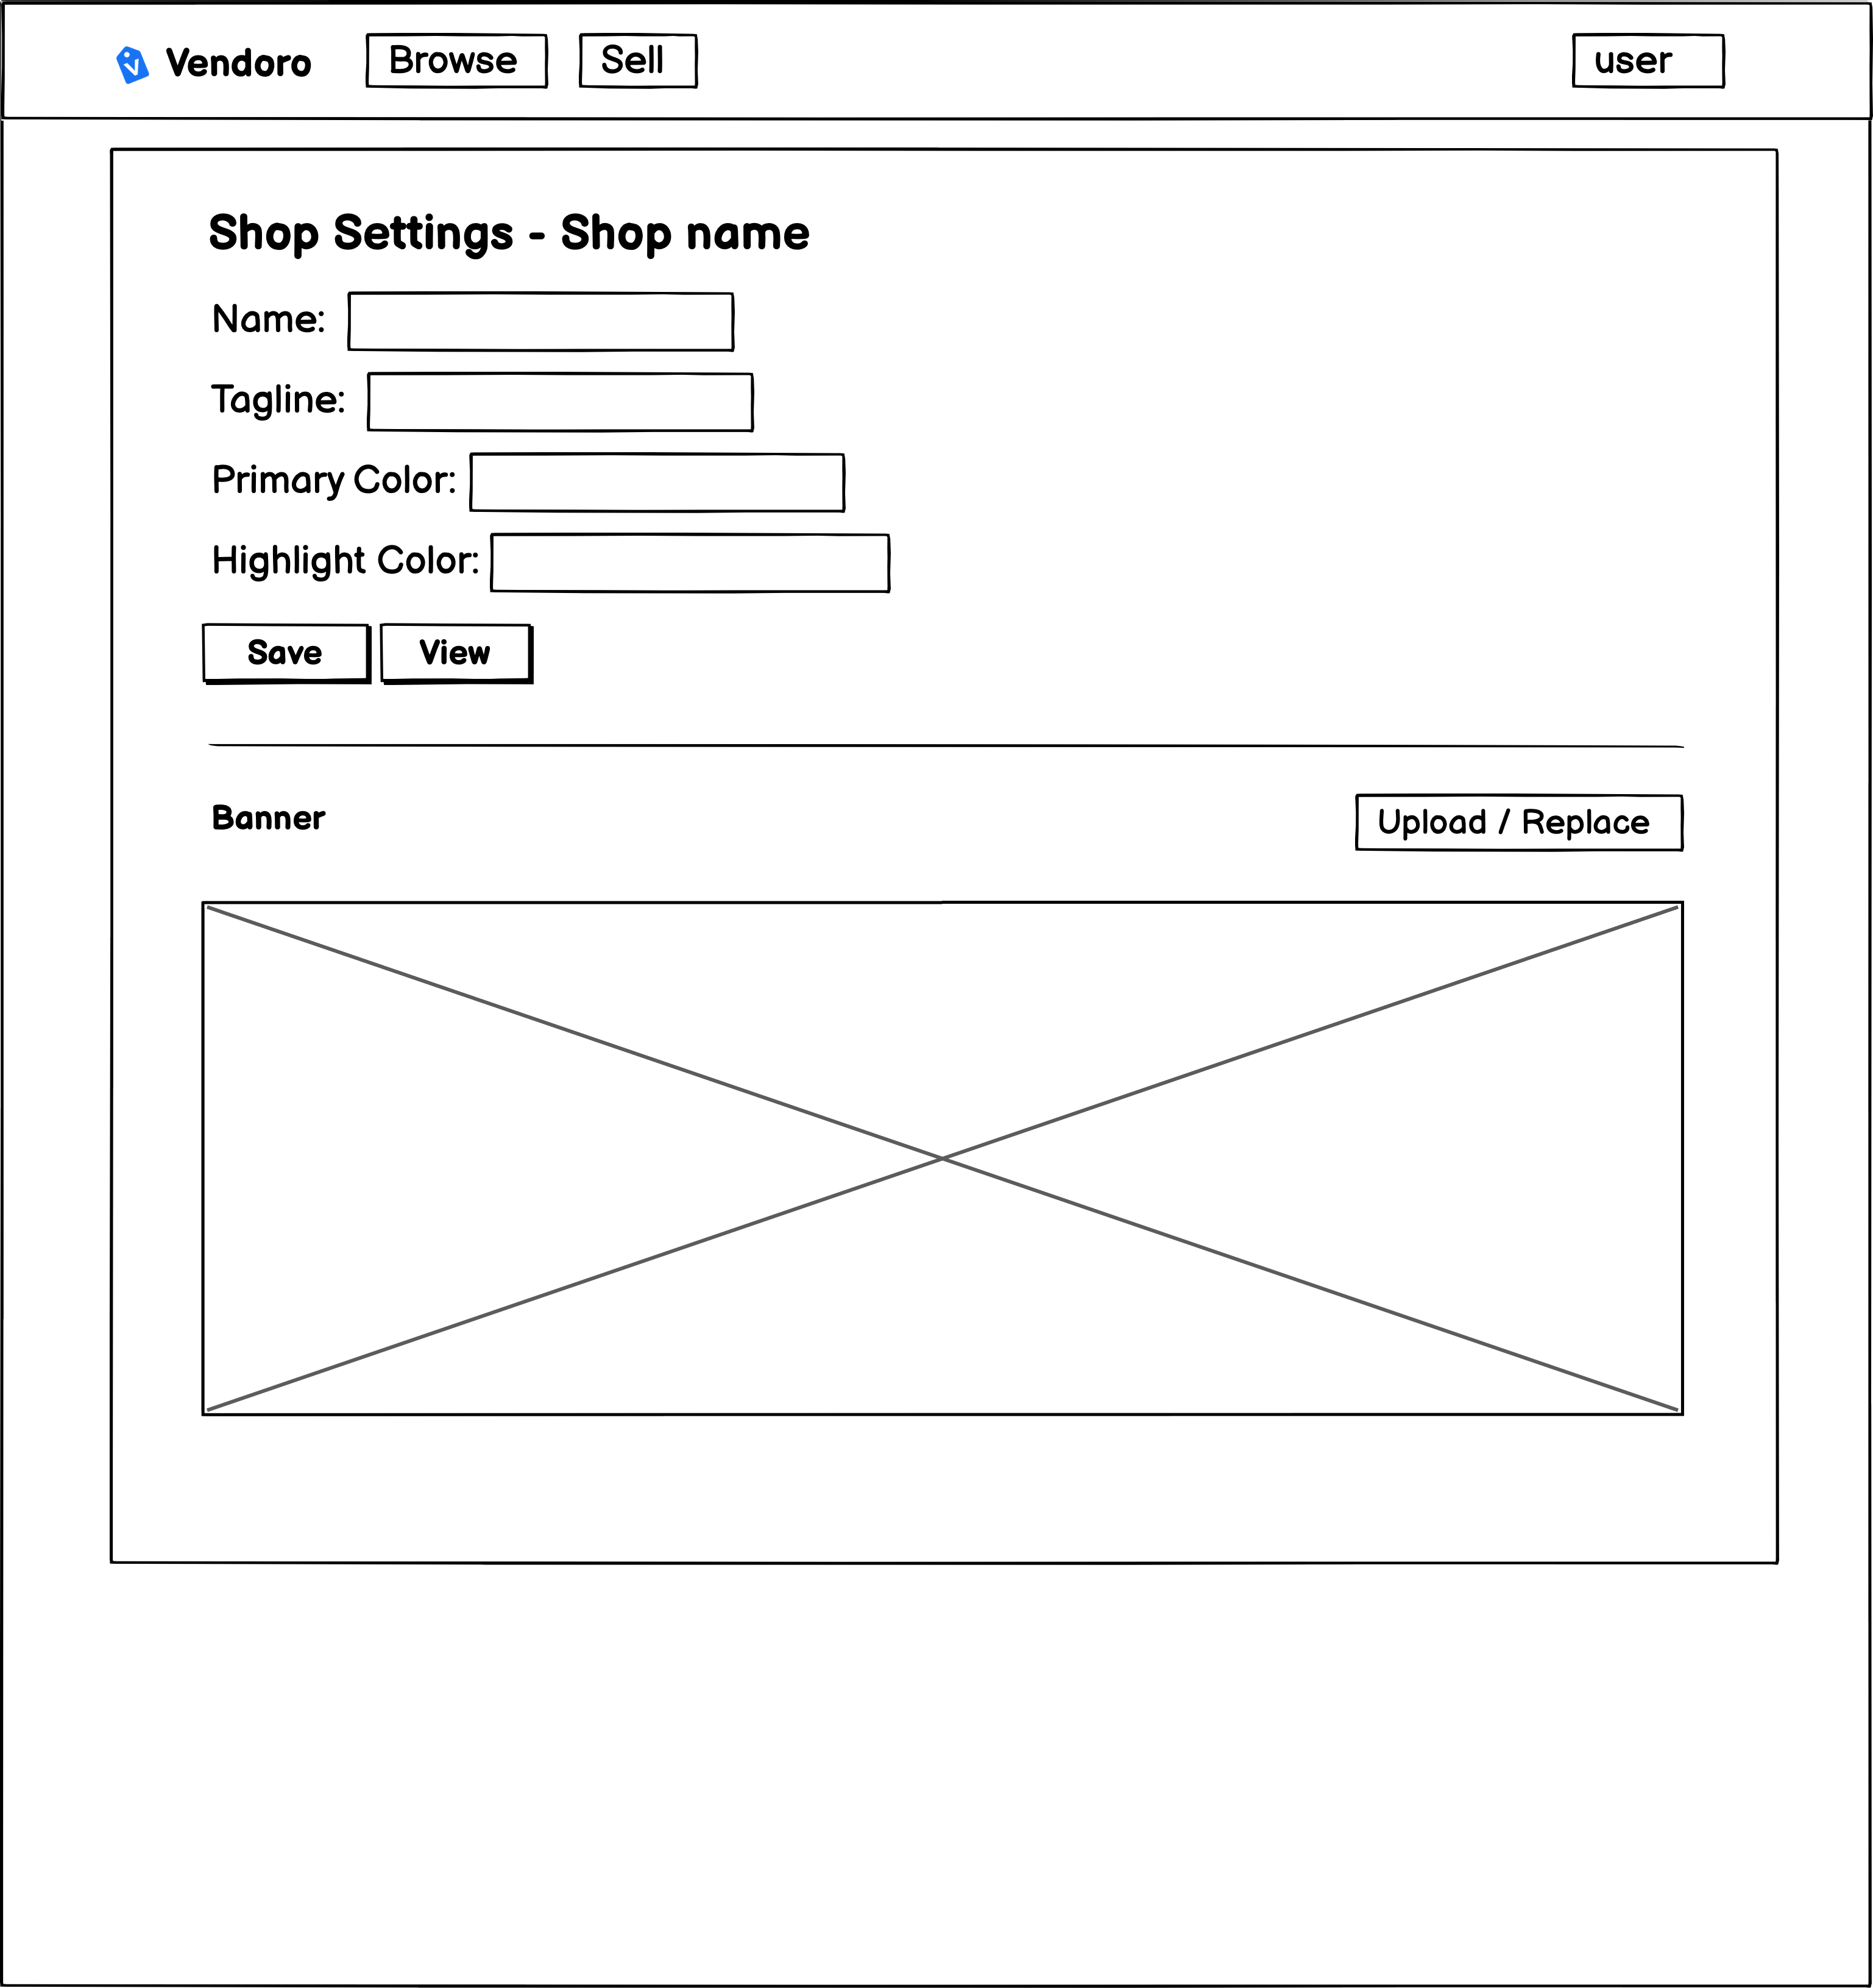 Vendoro Browse Sell user
Shop Settings - Shop name
Name:
Tagline:
Primary Color:
Highlight Color:
Save View
Banner Upload / Replace